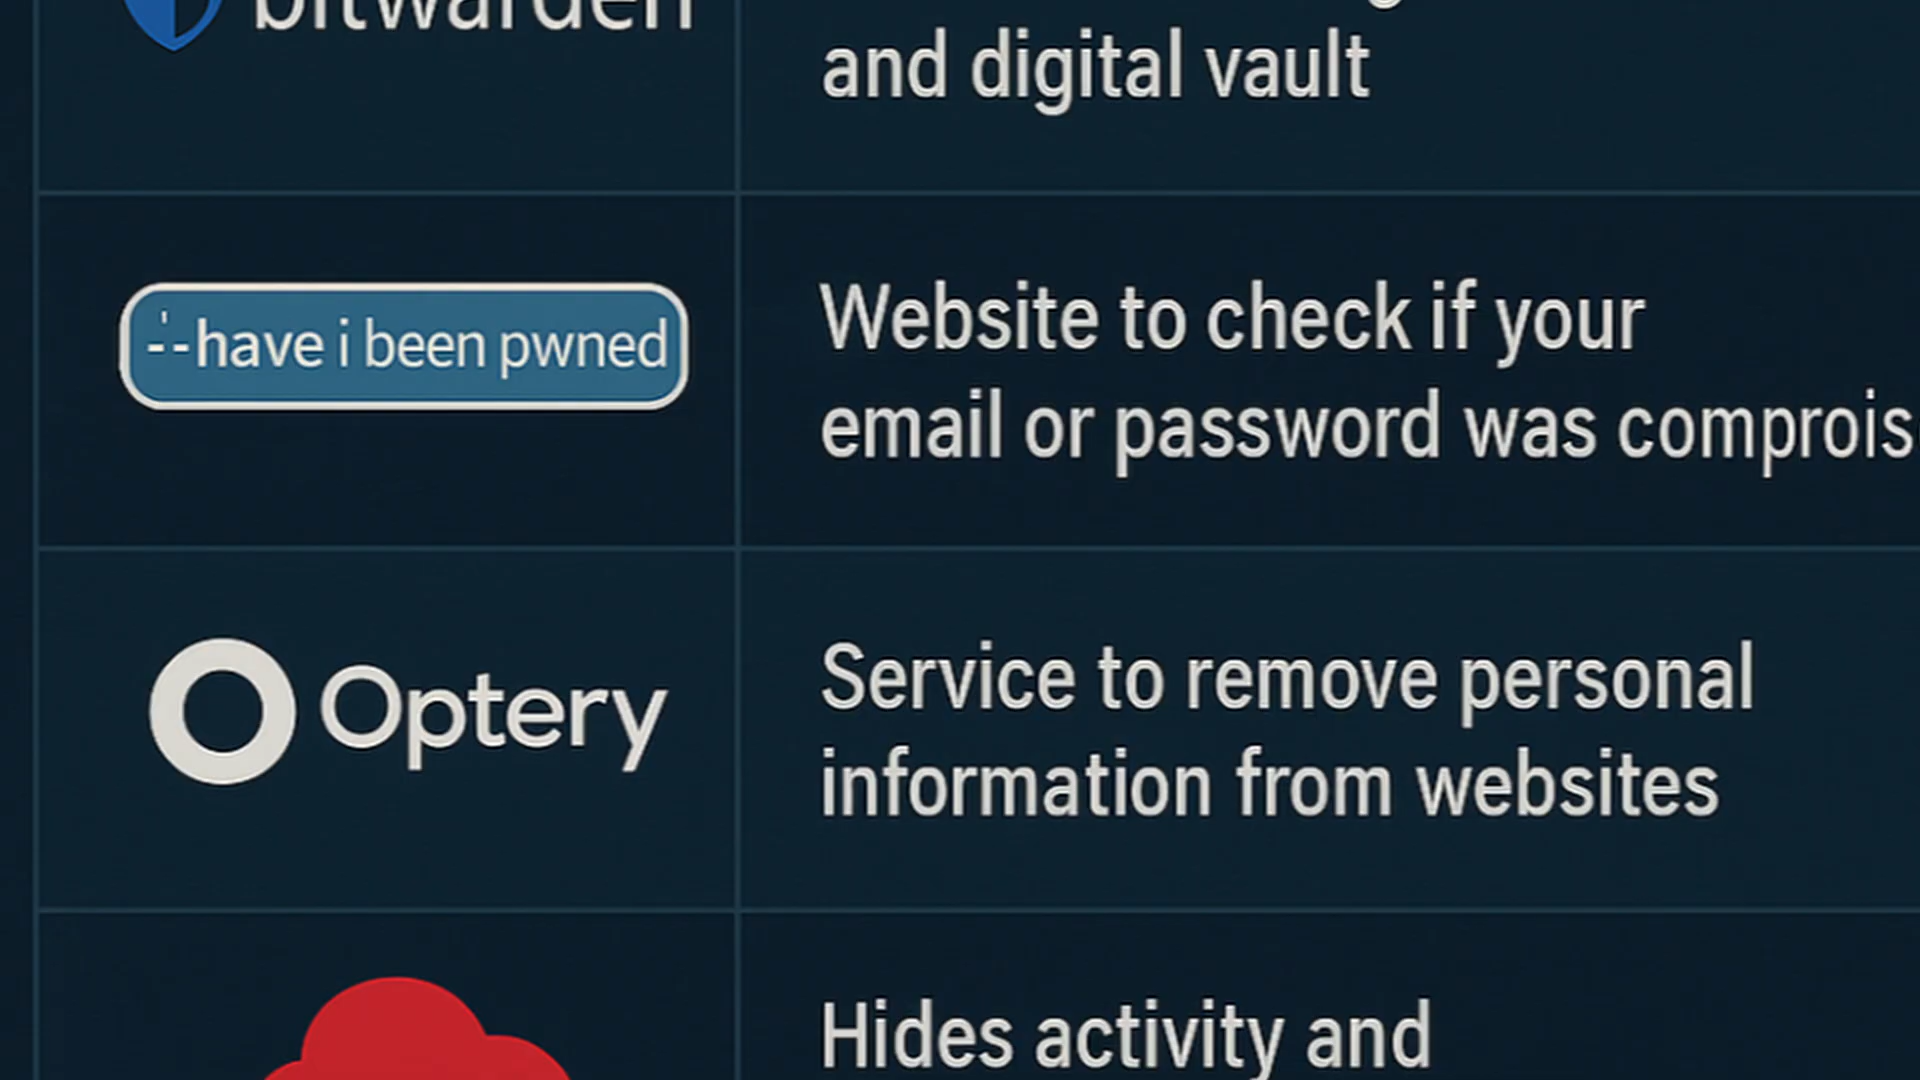 bitwarden
and digital vault
'--have i been pwned
Website to check if your
email or password was comprois
Optery
Service to remove personal
information from websites
Hides activity and